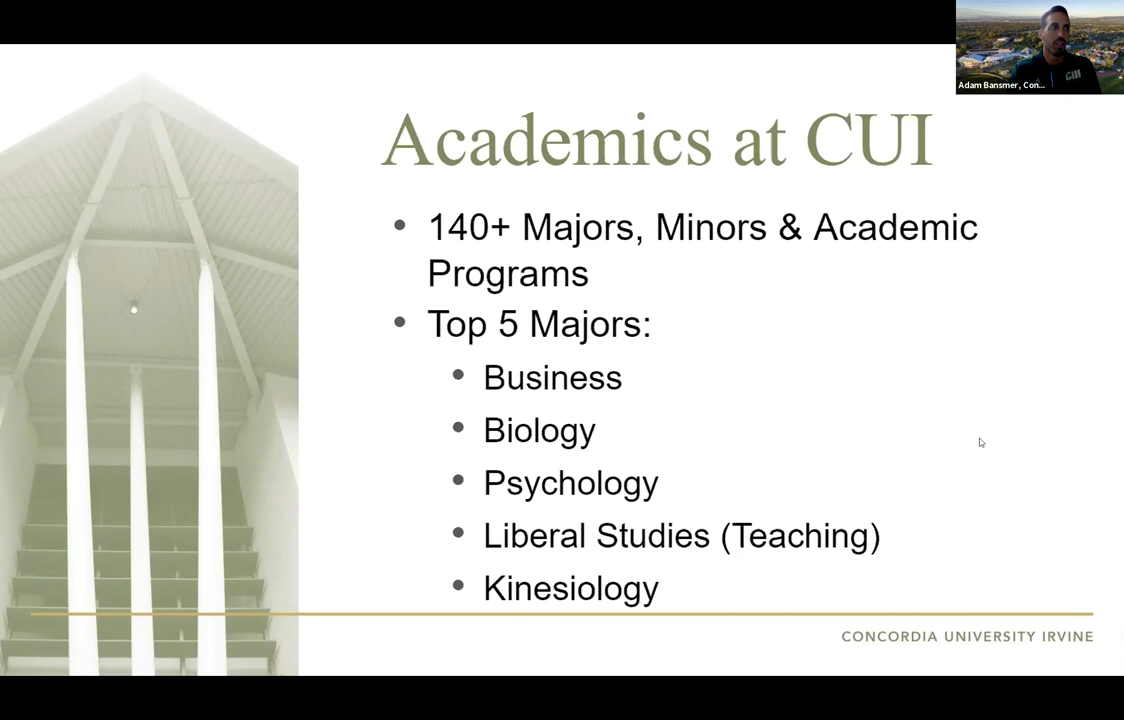 Adam Bansmer, Con...
CUI
Academics at CUI
• 140+ Majors, Minors & Academic
Programs
• Top 5 Majors:
• Business
• Biology
• Psychology
• Liberal Studies (Teaching)
• Kinesiology
CONCORDIA UNIVERSITY IRVINE